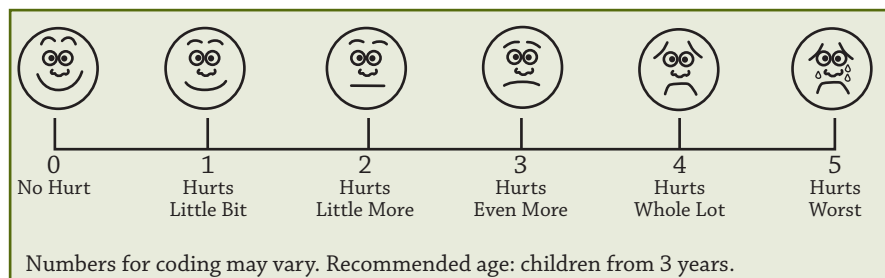 0 1 2 3 4 5
No Hurt Hurts Hurts Hurts Hurts Hurts
Little Bit Little More Even More Whole Lot Worst
Numbers for coding may vary. Recommended age: children from 3 years.